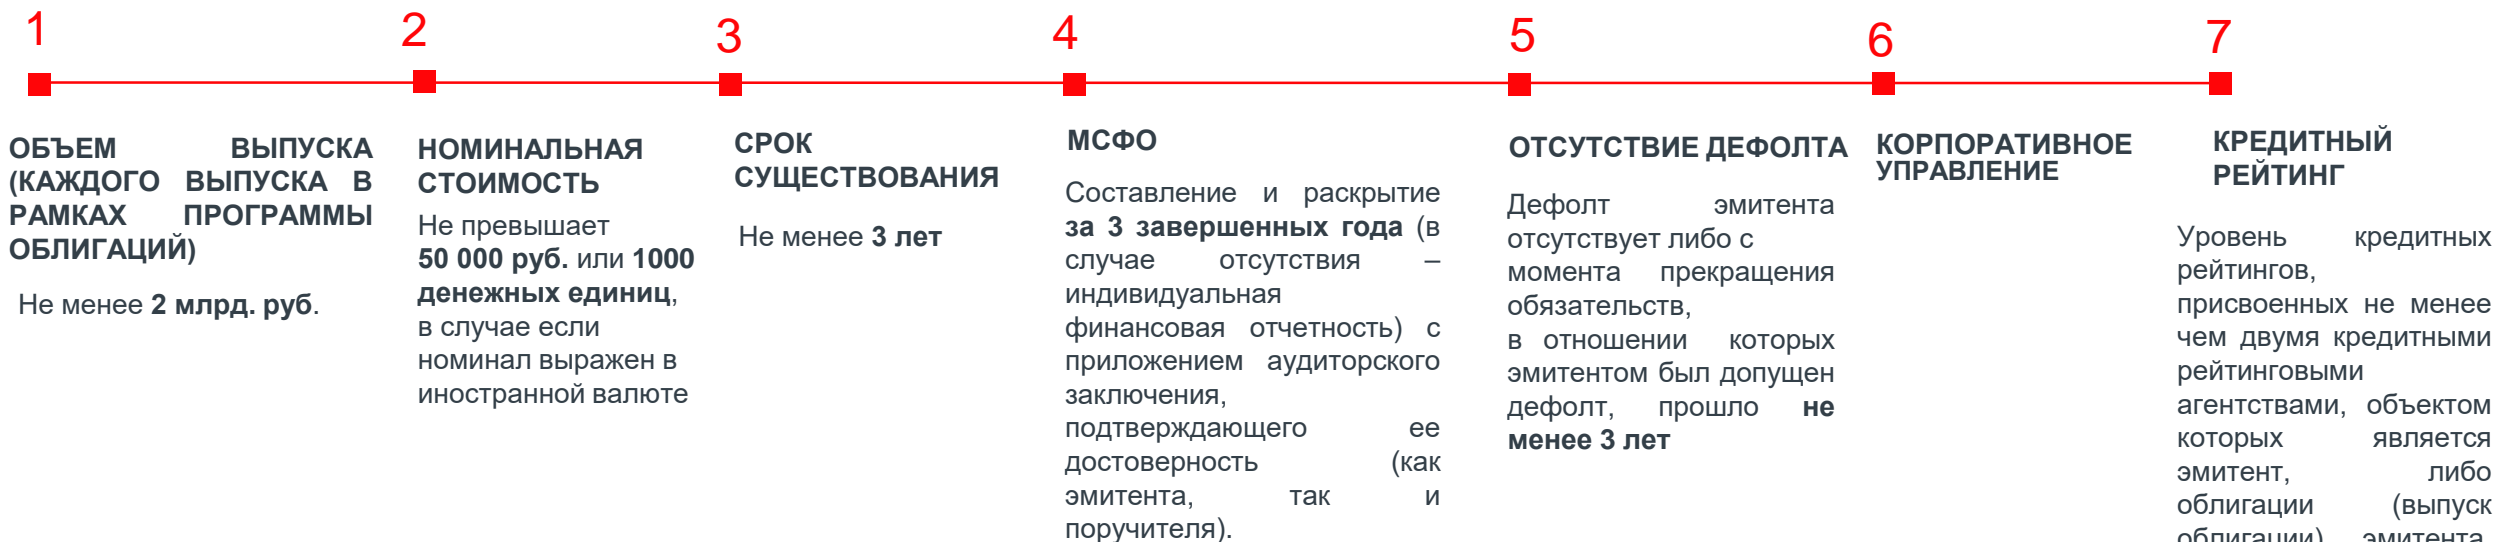 1
2
3
4
5
6
7
ОБЪЕМ ВЫПУСКА
(КАЖДОГО ВЫПУСКА В
РАМКАХ ПРОГРАММЫ
ОБЛИГАЦИЙ)
Не менее 2 млрд. руб.
НОМИНАЛЬНАЯ
СТОИМОСТЬ
Не превышает
50 000 руб. или 1000
денежных единиц,
в случае если
номинал выражен в
иностранной валюте
СРОК
СУЩЕСТВОВАНИЯ
Не менее 3 лет
МСФО
Составление и раскрытие
за 3 завершенных года (в
случае отсутствия –
индивидуальная
финансовая отчетность) с
приложением аудиторского
заключения,
подтверждающего ее
достоверность (как
эмитента, так и
поручителя).
ОТСУТСТВИЕ ДЕФОЛТА
Дефолт эмитента
отсутствует либо с
момента прекращения
обязательств,
в отношении которых
эмитентом был допущен
дефолт, прошло не
менее 3 лет
КОРПОРАТИВНОЕ
УПРАВЛЕНИЕ
КРЕДИТНЫЙ
РЕЙТИНГ
Уровень кредитных
рейтингов,
присвоенных не менее
чем двумя кредитными
рейтинговыми
агентствами, объектом
которых является
эмитент, либо
облигации (выпуск
облигации) эмитента,